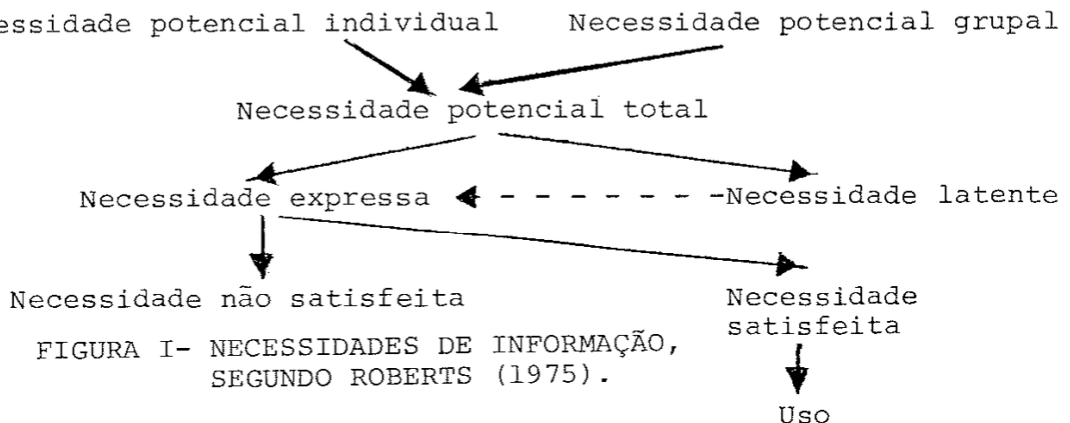 essidade potencial individual Necessidade potencial grupal
Necessidade potencial total
Necessidade expressa Necessidade latente
Necessidade não satisfeita Necessidade
satisfeita
FIGURA I- NECESSIDADES DE INFORMAÇÃO,
SEGUNDO ROBERTS (1975).
Uso